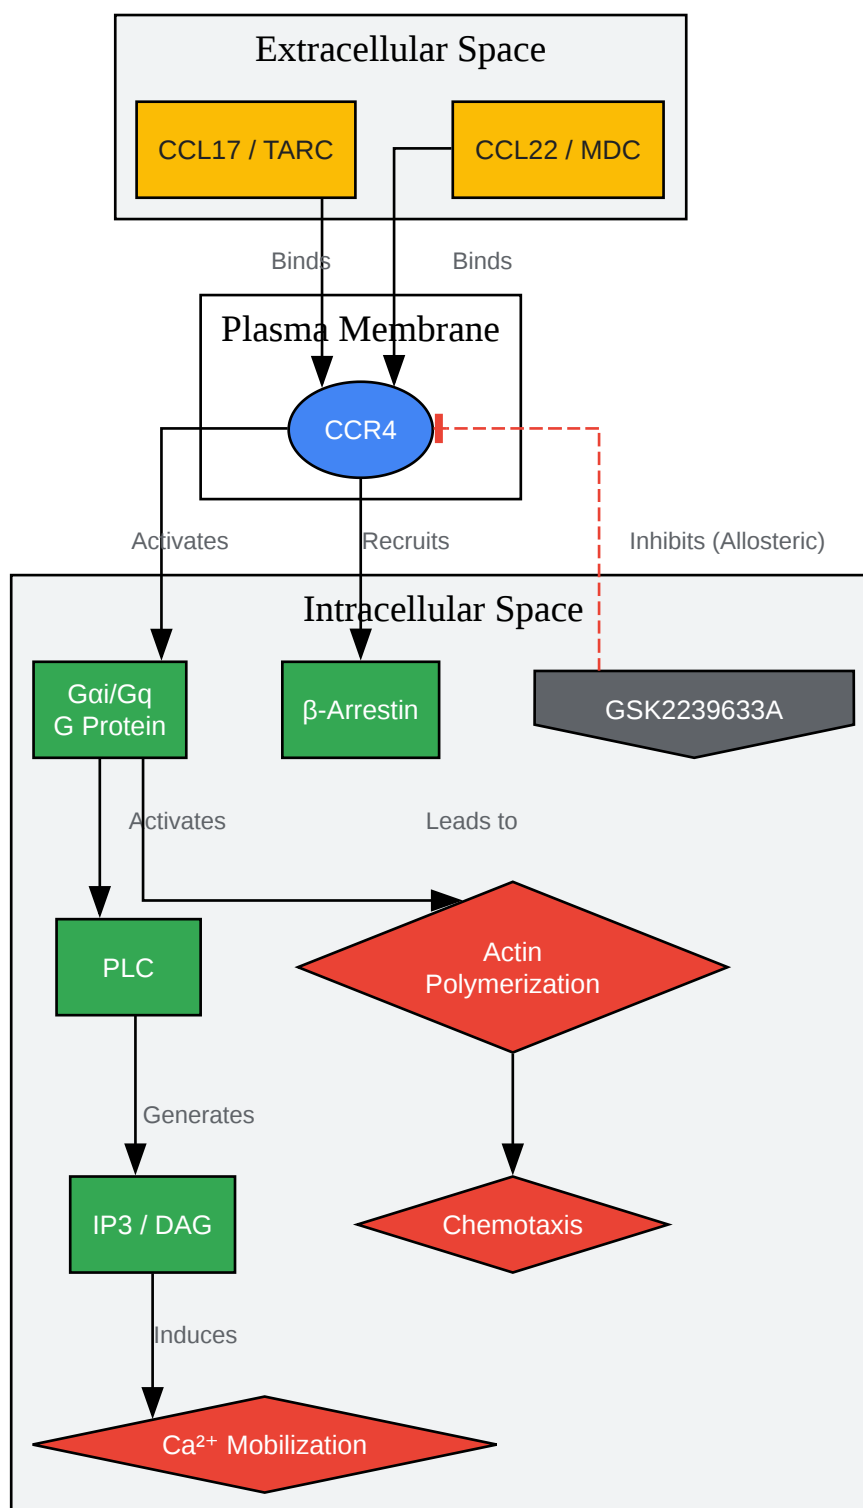 Extracellular Space
CCL17 / TARC
CCL22 / MDC
Binds
Binds
Plasma Membrane
CCR4
Activates
Recruits
Inhibits (Allosteric)
Intracellular Space
Gαi/Gq
G Protein
β-Arrestin
GSK2239633A
Activates
Leads to
Actin
Polymerization
PLC
Generates
IP3 / DAG
Chemotaxis
Induces
Ca²⁺ Mobilization